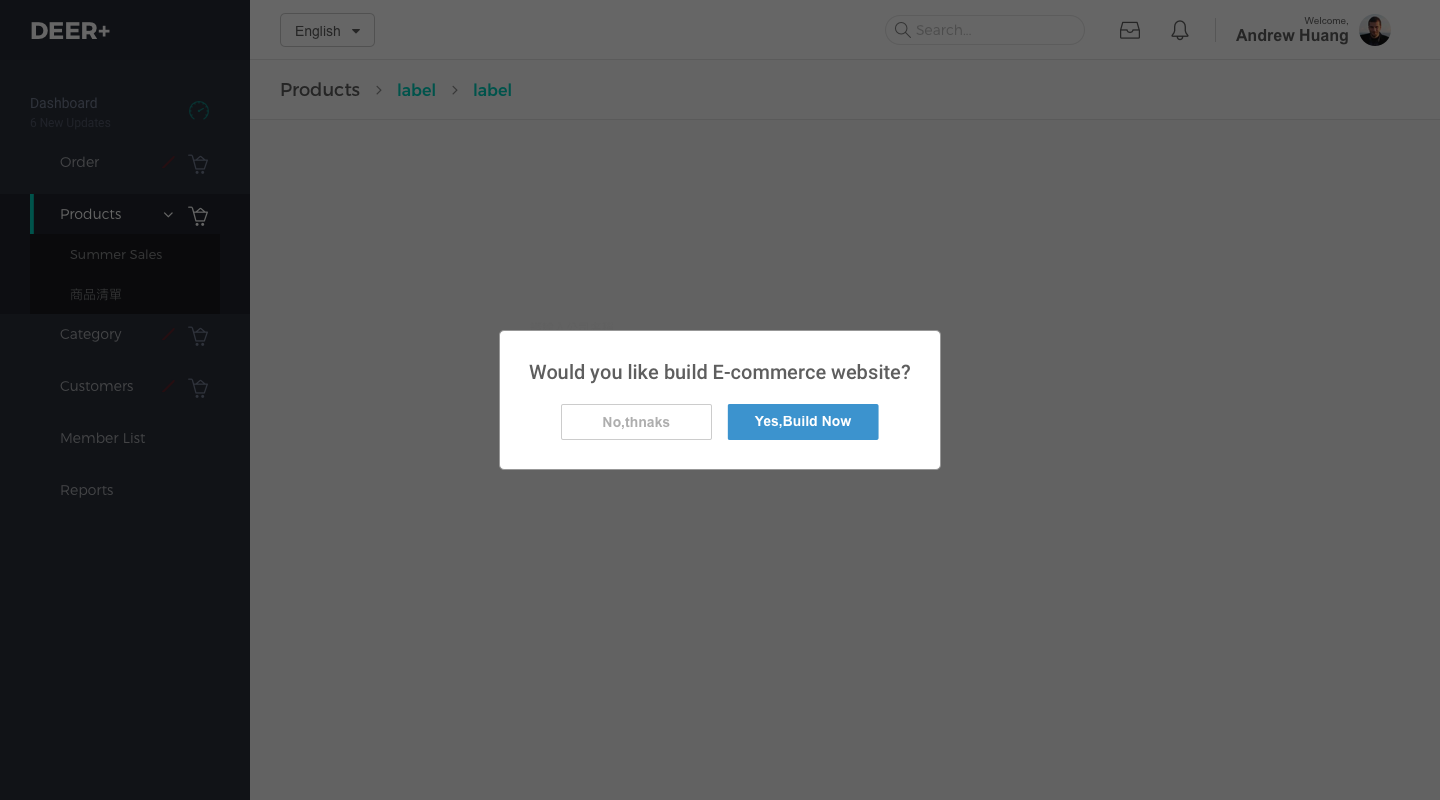 DEER+
English
Search...
Welcome,
Andrew Huang
Products
label
label
Dashboard
6 New Updates
Order
Products
Summer Sales
商品清單
Category
Customers
Member List
Reports
Would you like build E-commerce website?
No,thnaks
Yes,Build Now